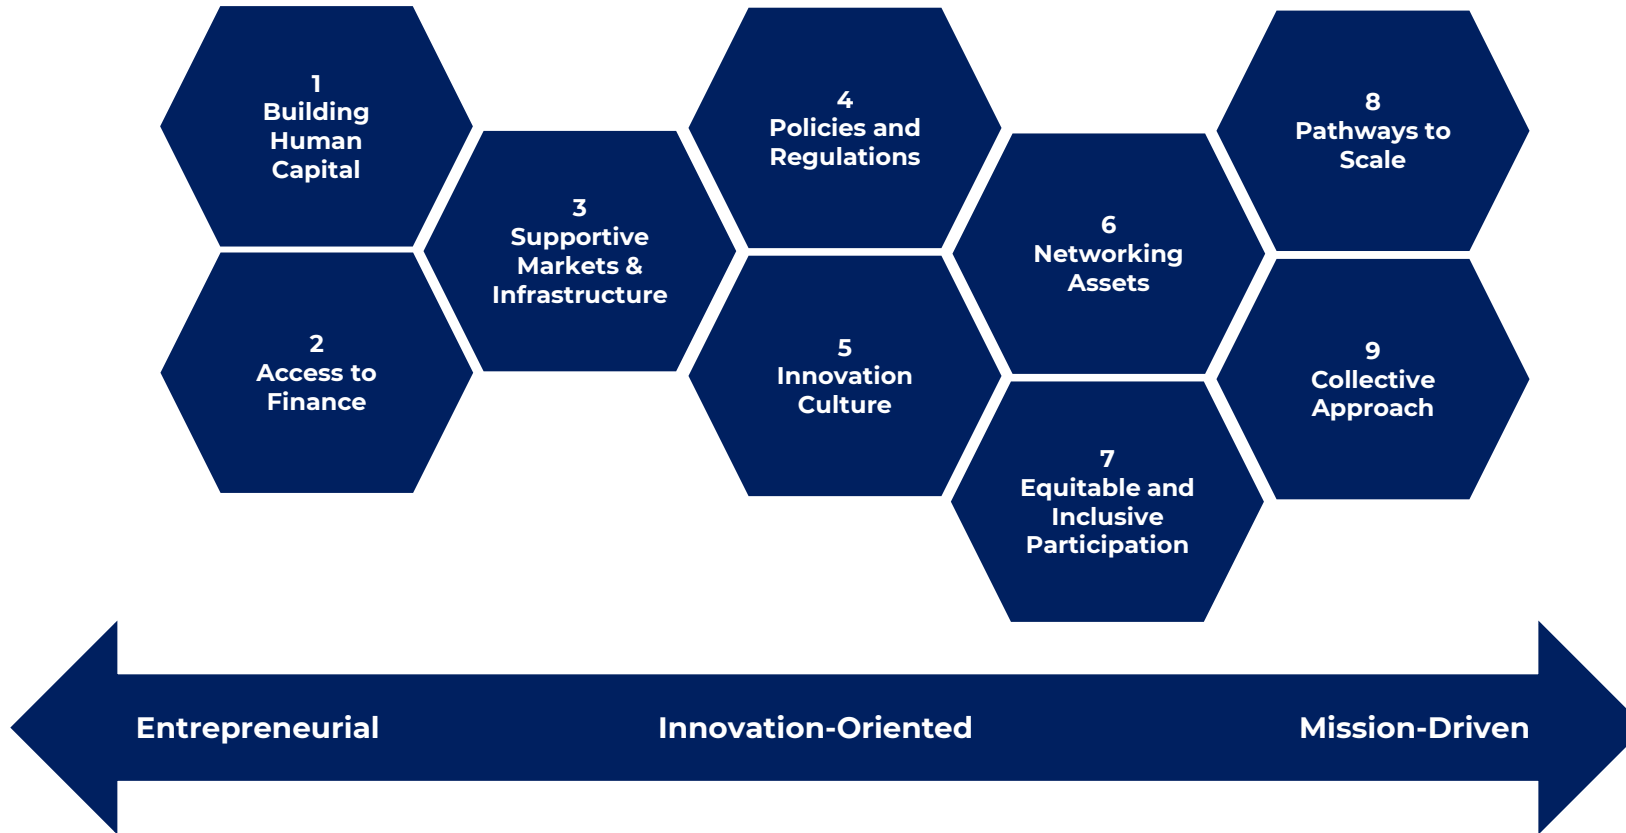 1
Building
Human
Capital
2
Access to
Finance
3
Supportive
Markets &
Infrastructure
4
Policies and
Regulations
5
Innovation
Culture
6
Networking
Assets
7
Equitable and
Inclusive
Participation
8
Pathways to
Scale
9
Collective
Approach
Entrepreneurial
Innovation-Oriented
Mission-Driven